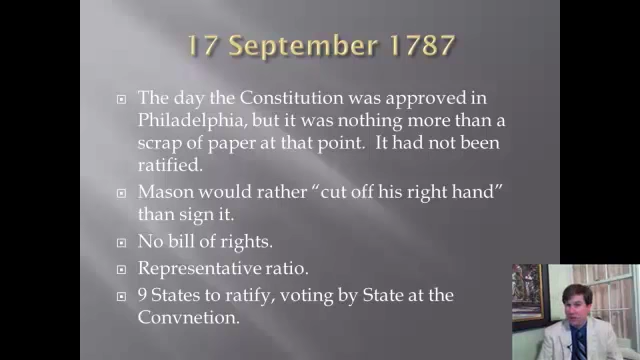 17 September 1787
The day the Constitution was approved in
Philadelphia, but it was nothing more than a
scrap of paper at that point. It had not been
ratified.
Mason would rather “cut off his right hand”
than sign it.
No bill of rights.
Representative ratio.
9 States to ratify, voting by State at the
Convnetion.